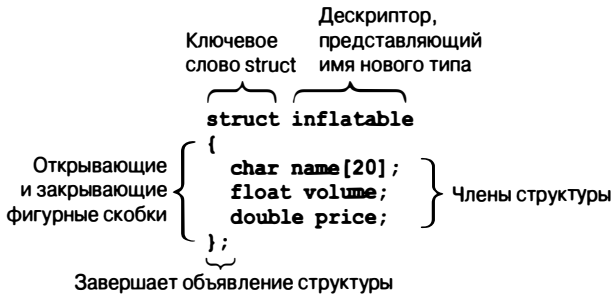 Ключевое
слово struct
Дескриптор,
представляющий
имя нового типа
struct inflatable
{
char name[20];
float volume;
double price;
};
Открывающие
и закрывающие
фигурные скобки
Члены структуры
Завершает объявление структуры